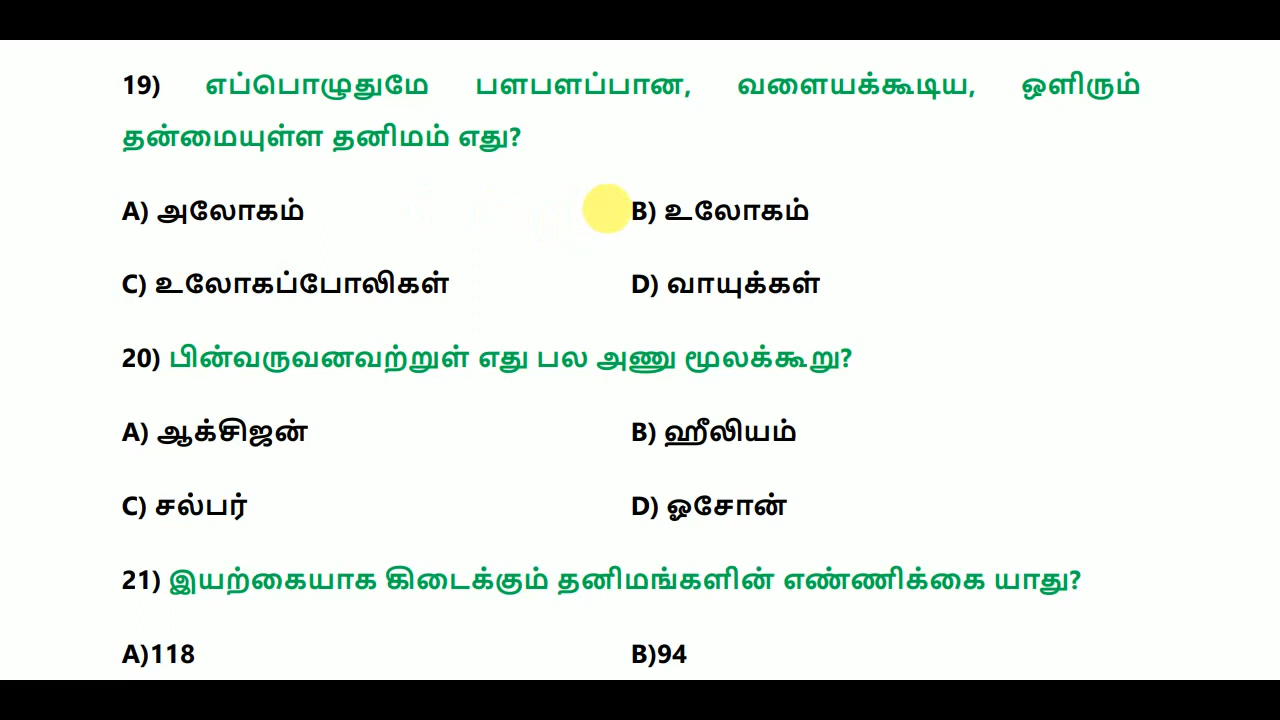 19) எப்பொழுதுமே பளபளப்பான, வளையக்கூடிய, ஒளிரும்
தன்மையுள்ள தனிமம் எது?
A) அலோகம் B) உலோகம்
C) உலோகப்போலிகள் D) வாயுக்கள்
20) பின்வருவனவற்றுள் எது பல அணு மூலக்கூறு?
A) ஆக்சிஜன் B) ஹீலியம்
C) சல்பர் D) ஓசோன்
21) இயற்கையாக கிடைக்கும் தனிமங்களின் எண்ணிக்கை யாது?
A)118 B)94